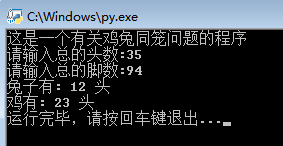 C:\Windows\py.exe
这是一个有关鸡兔同笼问题的程序
请输入总的头数:35
请输入总的脚数:94
兔子有: 12 头
鸡有: 23 头
运行完毕，请按回车键退出...